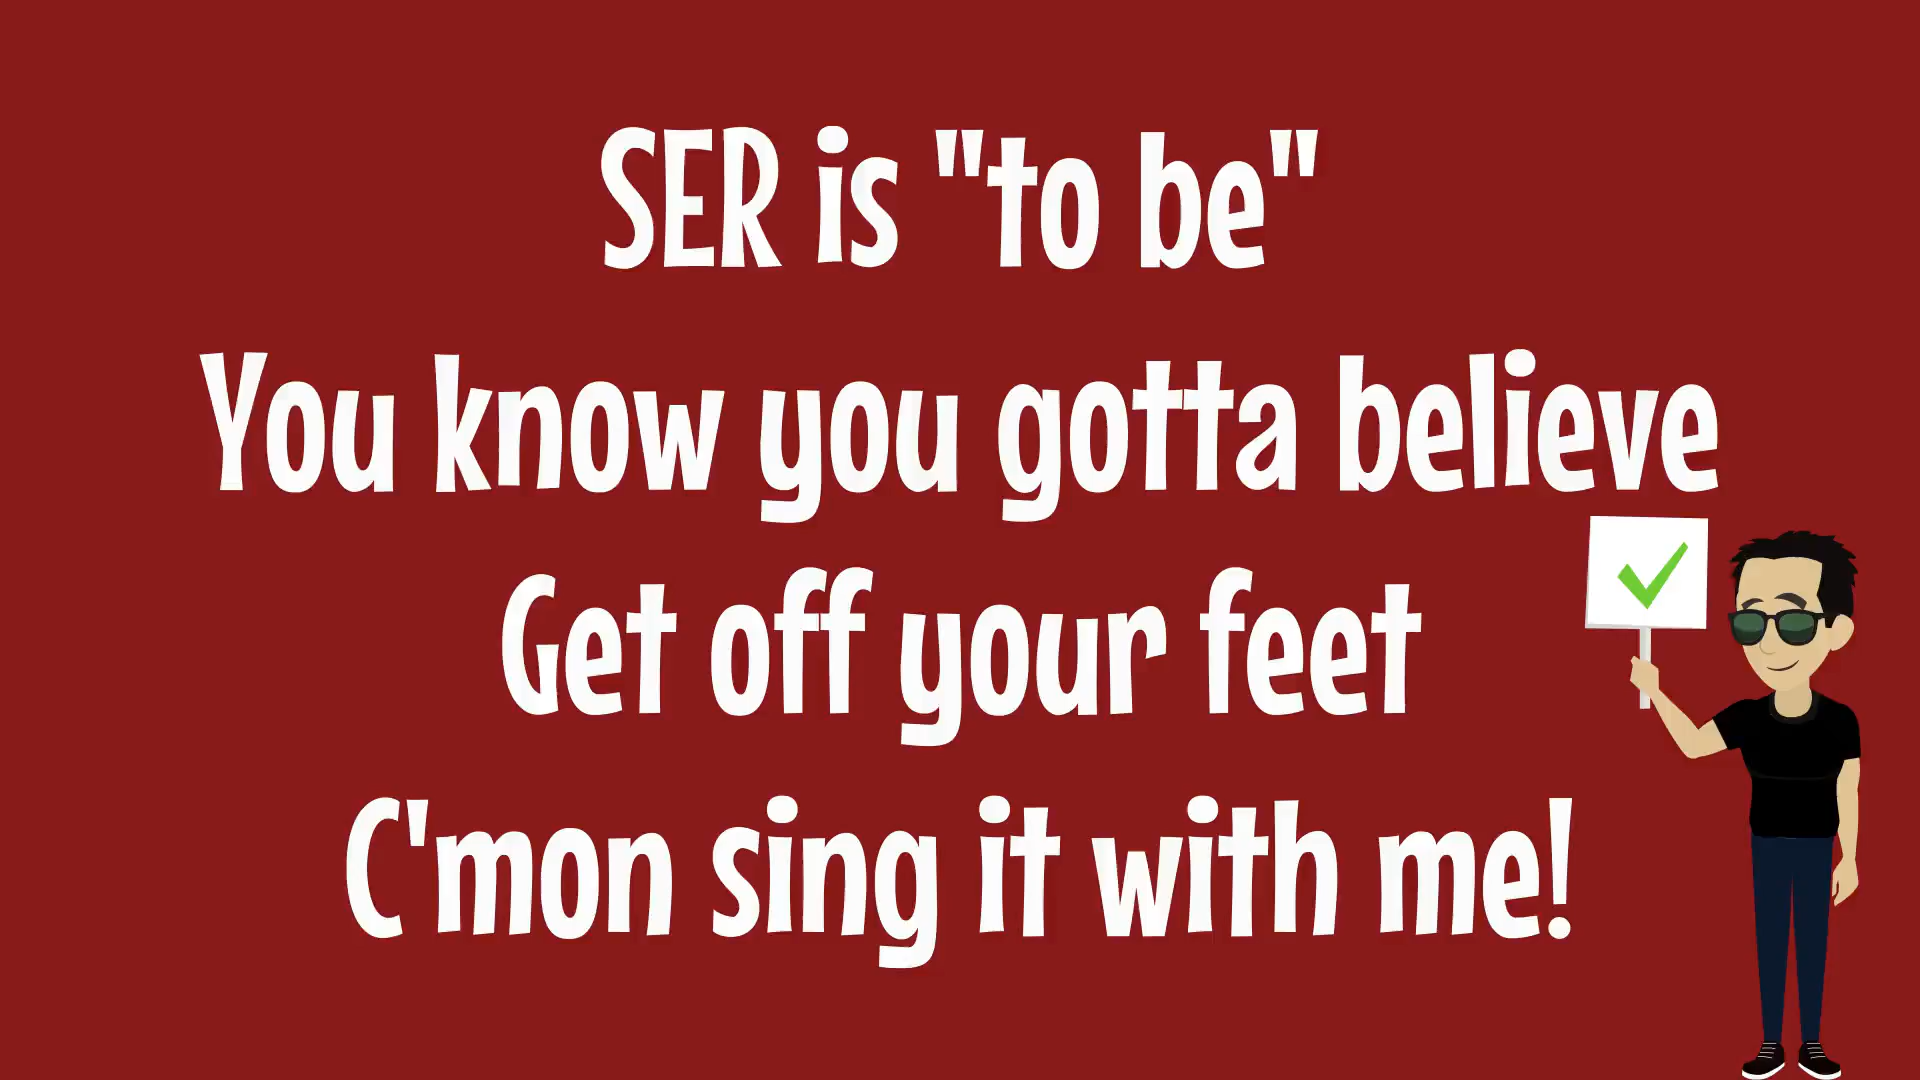 SER is "to be"
You know you gotta believe
Get off your feet
C'mon sing it with me!